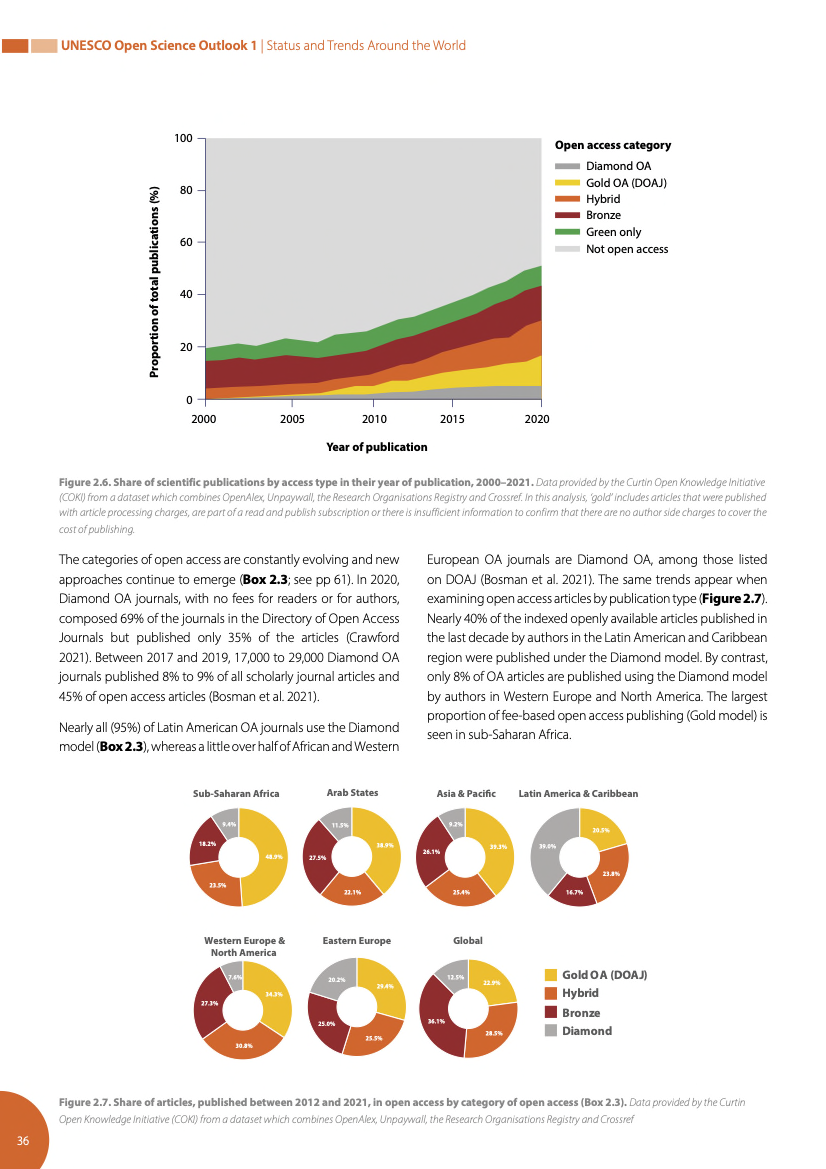 UNESCO Open Science Outlook 1 | Status and Trends Around the World
100
80
60
40
20
0
Proportion of total publications (%)
2000
2005
2010
2015
2020
Year of publication
Open access category
Diamond OA
Gold OA (DOAJ)
Hybrid
Bronze
Green only
Not open access
Figure 2.6. Share of scientific publications by access type in their year of publication, 2000–2021. Data provided by the Curtin Open Knowledge Initiative
(COKI) from a dataset which combines OpenAlex, Unpaywall, the Research Organisations Registry and Crossref. In this analysis, 'gold' includes articles that were published
with article processing charges, are part of a read and publish subscription or there is insufficient information to confirm that there are no author side charges to cover the
cost of publishing.
The categories of open access are constantly evolving and new
approaches continue to emerge (Box 2.3; see pp 61). In 2020,
Diamond OA journals, with no fees for readers or for authors,
composed 69% of the journals in the Directory of Open Access
Journals but published only 35% of the articles (Crawford
2021). Between 2017 and 2019, 17,000 to 29,000 Diamond OA
journals published 8% to 9% of all scholarly journal articles and
45% of open access articles (Bosman et al. 2021).
Nearly all (95%) of Latin American OA journals use the Diamond
model (Box 2.3), whereas a little over half of African and Western
European OA journals are Diamond OA, among those listed
on DOAJ (Bosman et al. 2021). The same trends appear when
examining open access articles by publication type (Figure 2.7).
Nearly 40% of the indexed openly available articles published in
the last decade by authors in the Latin American and Caribbean
region were published under the Diamond model. By contrast,
only 8% of OA articles are published using the Diamond model
by authors in Western Europe and North America. The largest
proportion of fee-based open access publishing (Gold model) is
seen in sub-Saharan Africa.
Sub-Saharan Africa
9.4%
48.9%
23.5%
18.2%
Arab States
11.5%
38.9%
22.1%
27.5%
Asia & Pacific
9.2%
39.3%
25.4%
26.1%
Latin America & Caribbean
39.0%
20.5%
23.8%
16.7%
Western Europe &
North America
7.6%
34.3%
30.8%
27.3%
Eastern Europe
20.2%
29.4%
25.5%
25.0%
Global
12.5%
22.9%
28.5%
36.1%
Gold OA (DOAJ)
Hybrid
Bronze
Diamond
Figure 2.7. Share of articles, published between 2012 and 2021, in open access by category of open access (Box 2.3). Data provided by the Curtin
Open Knowledge Initiative (COKI) from a dataset which combines OpenAlex, Unpaywall, the Research Organisations Registry and Crossref
36